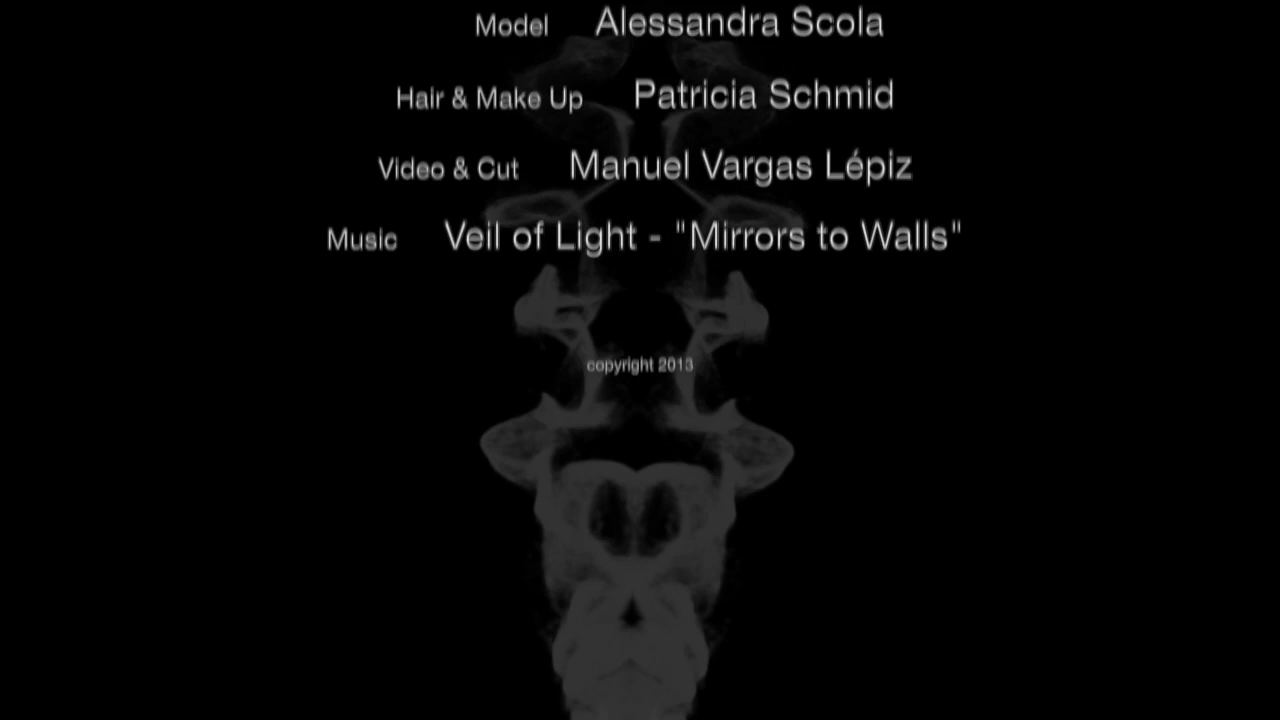 Model Alessandra Scola
Hair & Make Up Patricia Schmid
Video & Cut Manuel Vargas Lépiz
Music Veil of Light - "Mirrors to Walls"
copyright 2013